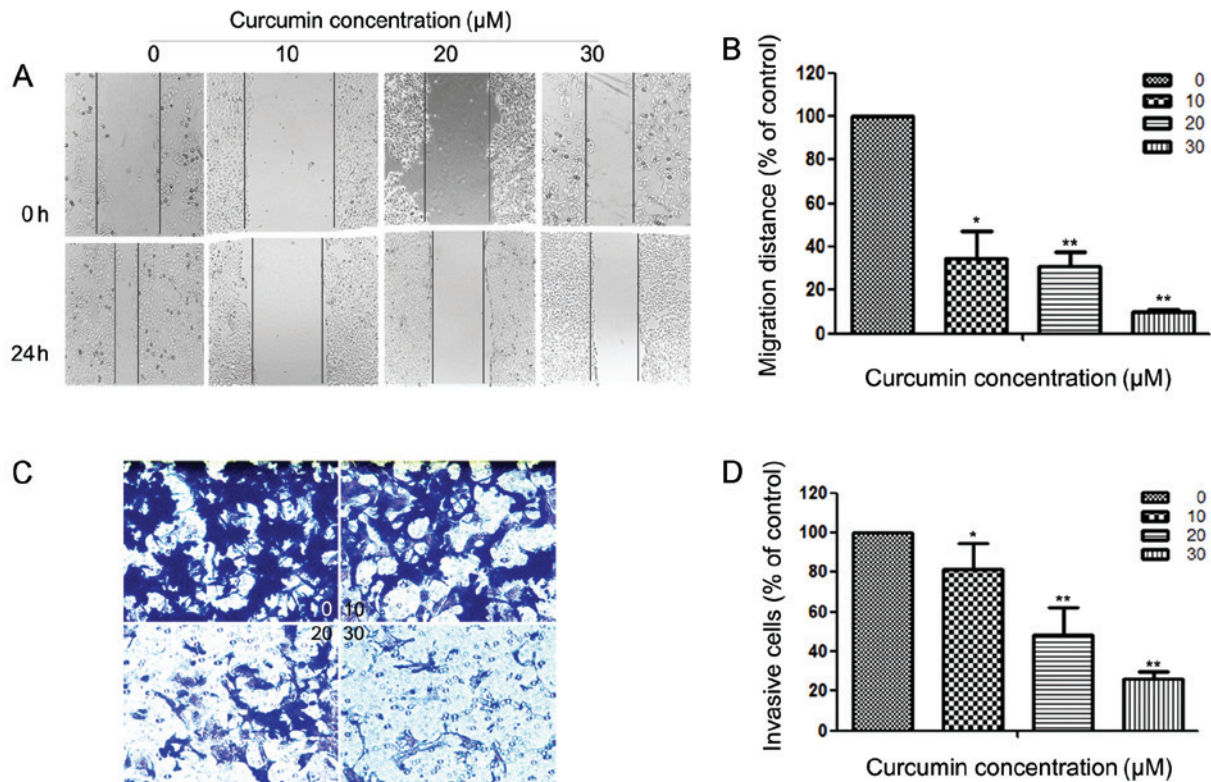 Curcumin concentration (µM)
0 10 20 30
A
0 h
24h
B
Migration distance (% of control)
120
100
80
60
40
20
0
*
**
**
0
10
20
30
Curcumin concentration (µM)
C
0
10
20
30
D
Invasive cells (% of control)
120
100
80
60
40
20
0
*
**
**
0
10
20
30
Curcumin concentration (µM)